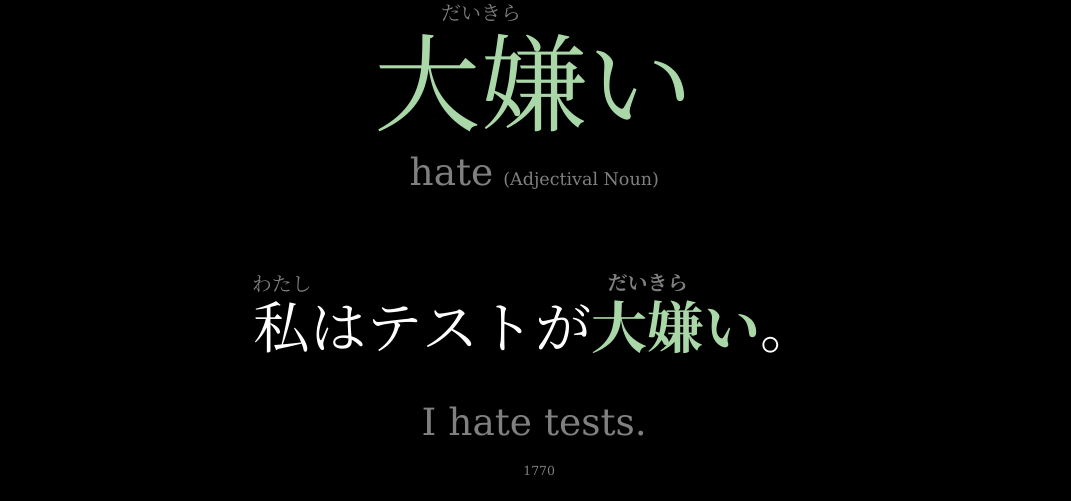 だいきら
大嫌い
hate (Adjectival Noun)
わたし だいきら
私はテストが大嫌い。
I hate tests.
1770